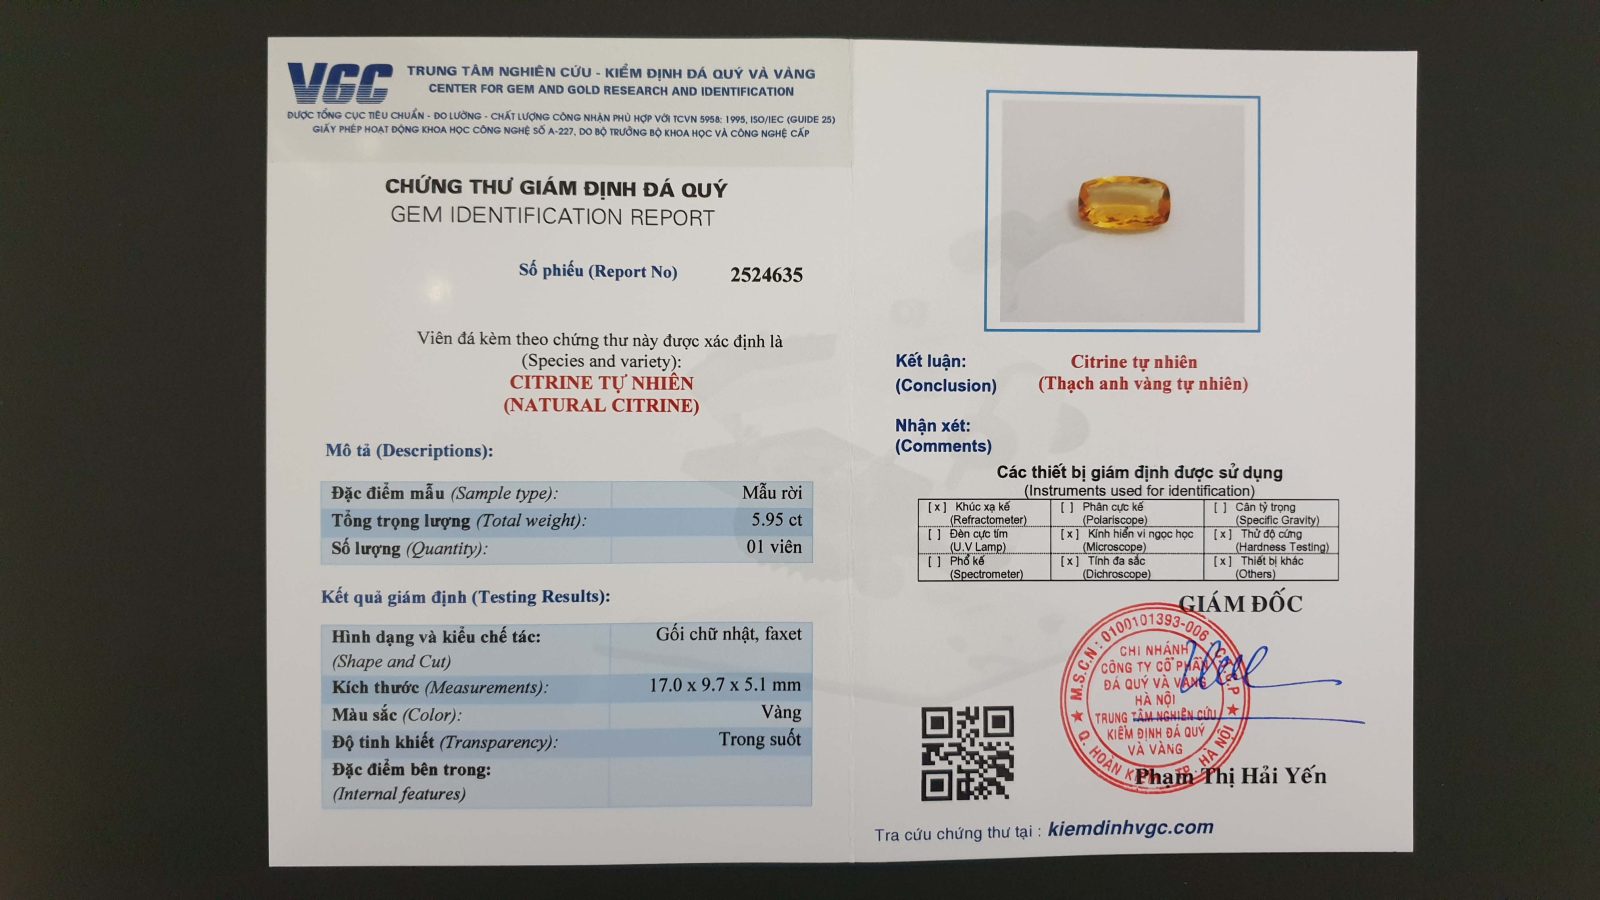 VGC
TRUNG TÂM NGHIÊN CỨU - KIỂM ĐỊNH ĐÁ QUÝ VÀ VÀNG
CENTER FOR GEM AND GOLD RESEARCH AND IDENTIFICATION
ĐƯỢC TỔNG CỤC TIÊU CHUẨN - ĐO LƯỜNG - CHẤT LƯỢNG CÔNG NHẬN PHÙ HỢP VỚI TCVN 5958: 1995, ISO/IEC (GUIDE 25)
GIẤY PHÉP HOẠT ĐỘNG KHOA HỌC CÔNG NGHỆ SỐ A-227, DO BỘ TRƯỞNG BỘ KHOA HỌC VÀ CÔNG NGHỆ CẤP
CHỨNG THƯ GIÁM ĐỊNH ĐÁ QUÝ
GEM IDENTIFICATION REPORT
Số phiếu (Report No) 2524635
Viên đá kèm theo chứng thư này được xác định là
(Species and variety):
CITRINE TỰ NHIÊN
(NATURAL CITRINE)
Mô tả (Descriptions):
Đặc điểm mẫu (Sample type): Mẫu rời
Tổng trọng lượng (Total weight): 5.95 ct
Số lượng (Quantity): 01 viên
Kết quả giám định (Testing Results):
Hình dạng và kiểu chế tác: Gối chữ nhật, faxet
(Shape and Cut)
Kích thước (Measurements): 17.0 x 9.7 x 5.1 mm
Màu sắc (Color): Vàng
Độ tinh khiết (Transparency): Trong suốt
Đặc điểm bên trong:
(Internal features)
Kết luận: Citrine tự nhiên
(Conclusion) (Thạch anh vàng tự nhiên)
Nhận xét:
(Comments)
Các thiết bị giám định được sử dụng
(Instruments used for identification)
[ x ] Khúc xạ kế [ ] Phân cực kế [ ] Cân tỷ trọng
(Refractometer) (Polariscope) (Specific Gravity)
[ ] Đèn cực tím [ x ] Kính hiển vi ngọc học [ x ] Thử độ cứng
(U.V Lamp) (Microscope) (Hardness Testing)
[ ] Phổ kế [ x ] Tính đa sắc [ x ] Thiết bị khác
(Spectrometer) (Dichroscope) (Others)
GIÁM ĐỐC
M.S.C.N: 0100101393-006 - C.T.C.P
CHI NHÁNH
CÔNG TY CỔ PHẦN
ĐÁ QUÝ VÀ VÀNG
HÀ NỘI
TRUNG TÂM NGHIÊN CỨU
KIỂM ĐỊNH ĐÁ QUÝ
VÀ VÀNG
Q. HOÀN KIẾM - TP. HÀ NỘI
Phạm Thị Hải Yến
Tra cứu chứng thư tại : kiemdinhvgc.com